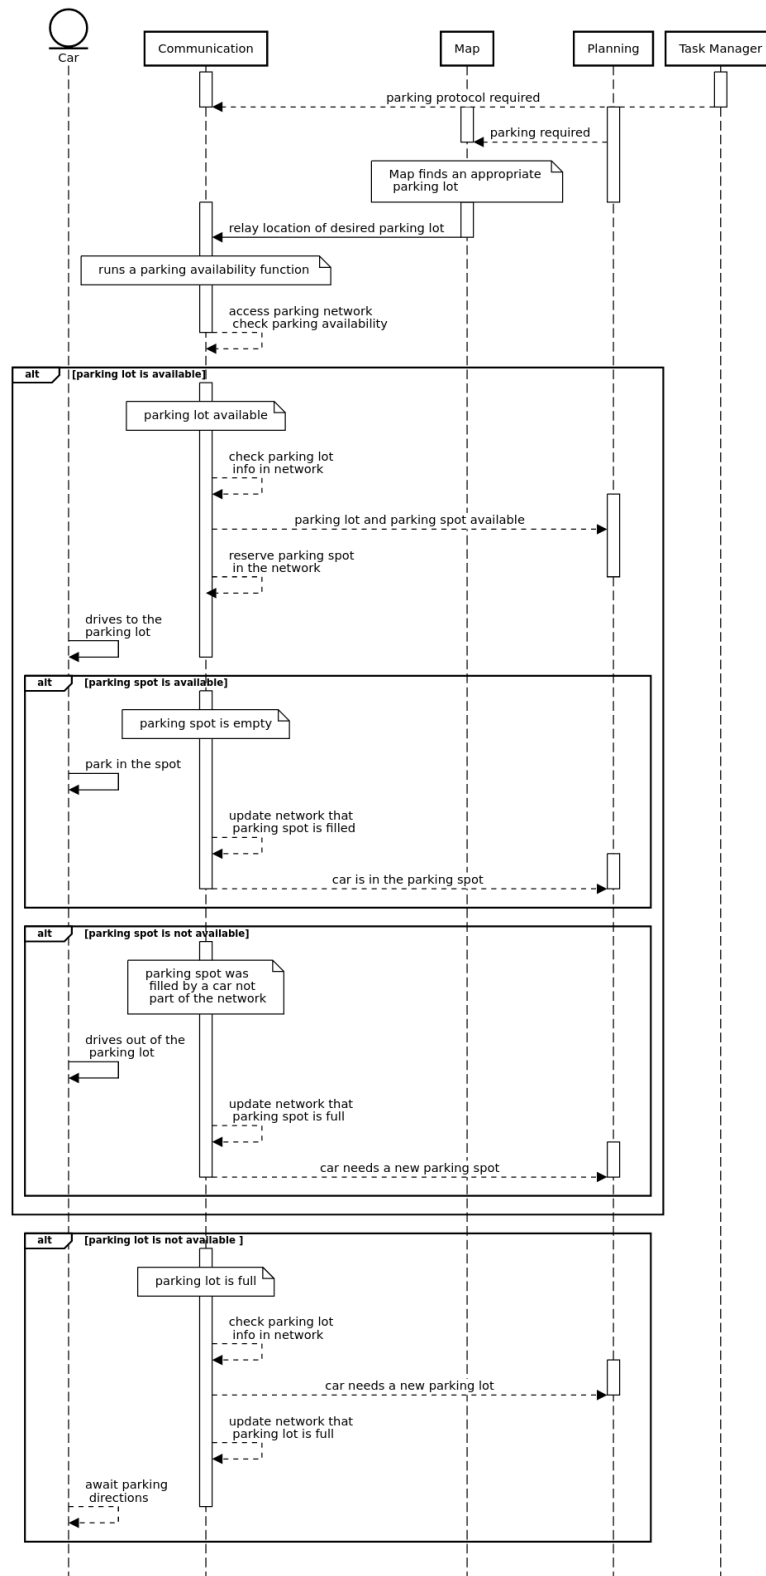 Car
Communication
Map
Planning
Task Manager
parking protocol required
parking required
Map finds an appropriate
parking lot
relay location of desired parking lot
runs a parking availability function
access parking network
check parking availability
alt [parking lot is available]
parking lot available
check parking lot
info in network
parking lot and parking spot available
reserve parking spot
in the network
drives to the
parking lot
alt [parking spot is available]
parking spot is empty
park in the spot
update network that
parking spot is filled
car is in the parking spot
alt [parking spot is not available]
parking spot was
filled by a car not
part of the network
drives out of the
parking lot
update network that
parking spot is full
car needs a new parking spot
alt [parking lot is not available ]
parking lot is full
check parking lot
info in network
car needs a new parking lot
update network that
parking lot is full
await parking
directions